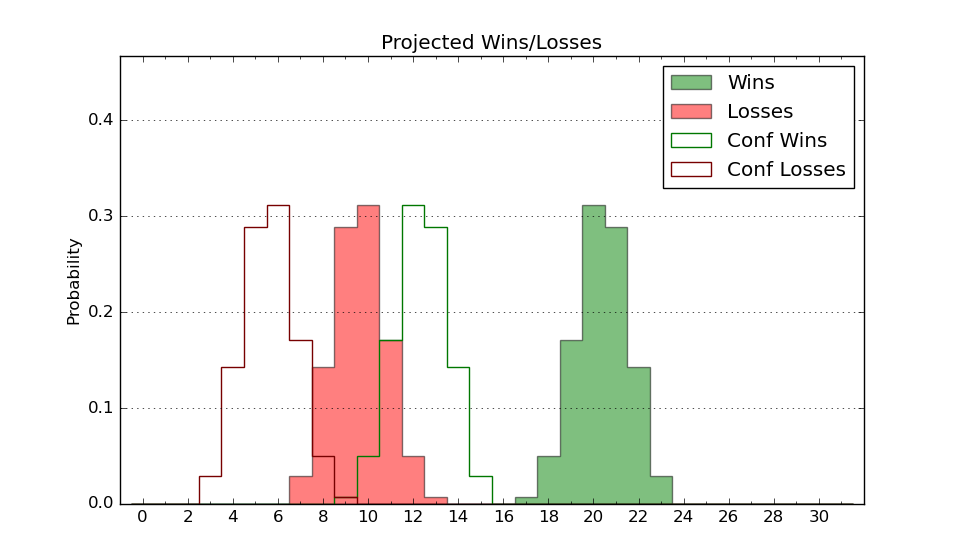 Projected Wins/Losses
Wins
Losses
Conf Wins
Conf Losses
Probability
0.4
0.3
0.2
0.1
0.0
0 2 4 6 8 10 12 14 16 18 20 22 24 26 28 30